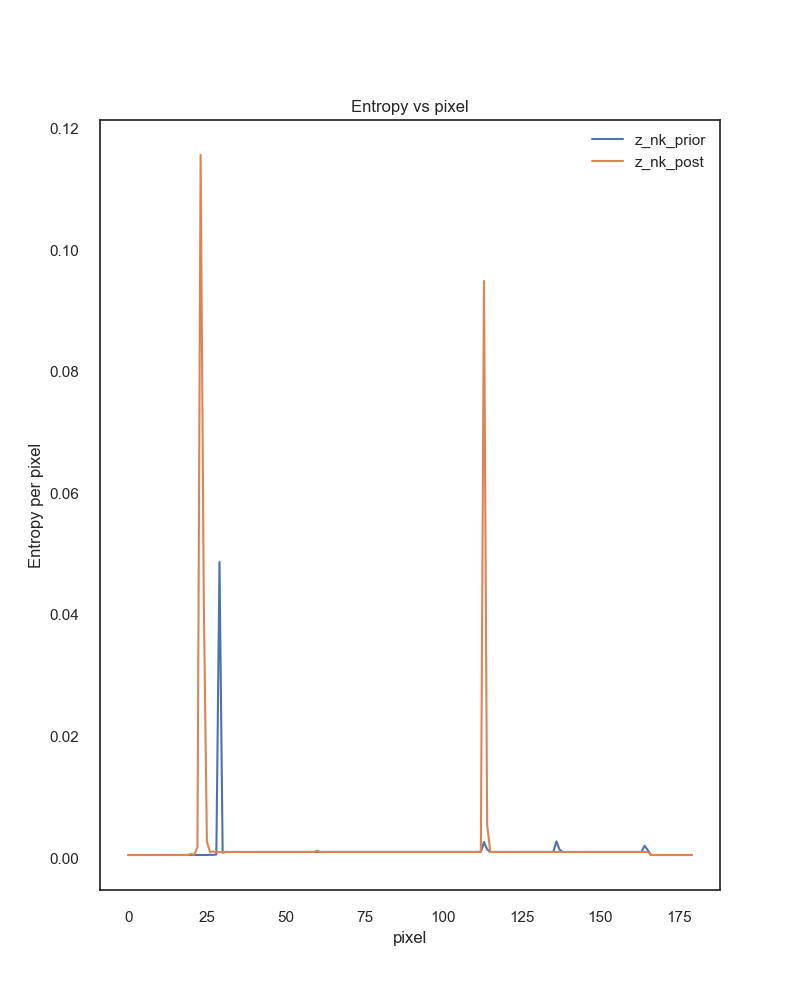 Entropy vs pixel
z_nk_prior
z_nk_post
0.12
0.10
0.08
0.06
0.04
0.02
0.00
Entropy per pixel
0 25 50 75 100 125 150 175
pixel